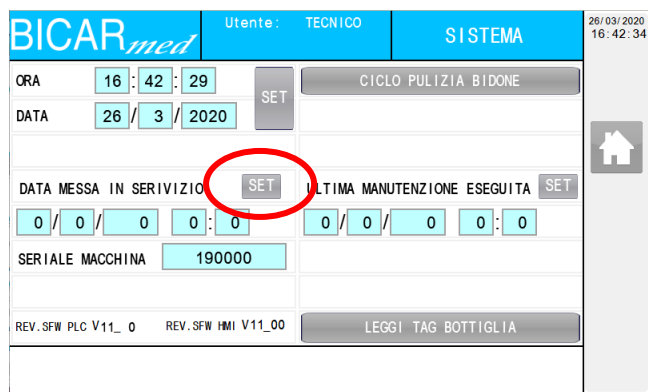 BICARmed Utente: TECNICO SISTEMA 26/03/2020
16:42:34
ORA 16 : 42 : 29 SET CICLO PULIZIA BIDONE
DATA 26 / 3 / 2020
DATA MESSA IN SERIVIZIO SET ULTIMA MANUTENZIONE ESEGUITA SET
0 / 0 / 0 0 : 0 0 / 0 / 0 0 : 0
SERIALE MACCHINA 190000
REV.SFW PLC V11_ 0 REV.SFW HMI V11_00 LEGGI TAG BOTTIGLIA